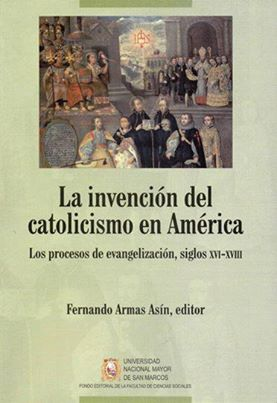 IHS
La invención del
catolicismo en América
Los procesos de evangelización, siglos XVI-XVIII
Fernando Armas Asín, editor
UNIVERSIDAD
NACIONAL MAYOR
DE SAN MARCOS
FONDO EDITORIAL DE LA FACULTAD DE CIENCIAS SOCIALES